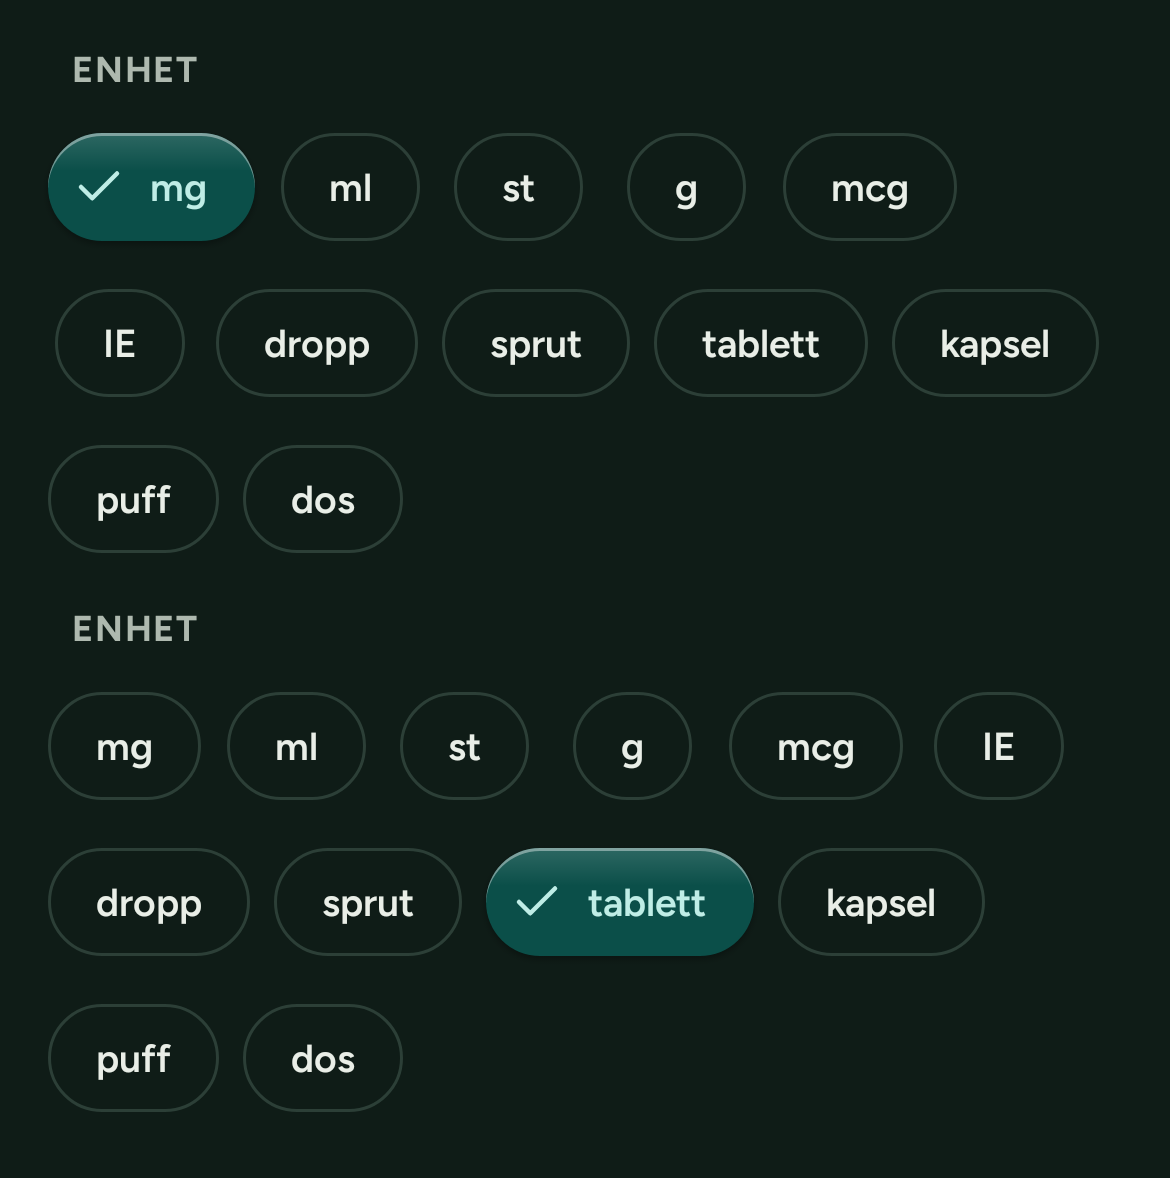 ENHET
mg ml st g mcg
IE dropp sprut tablett kapsel
puff dos
ENHET
mg ml st g mcg IE
dropp sprut tablett kapsel
puff dos